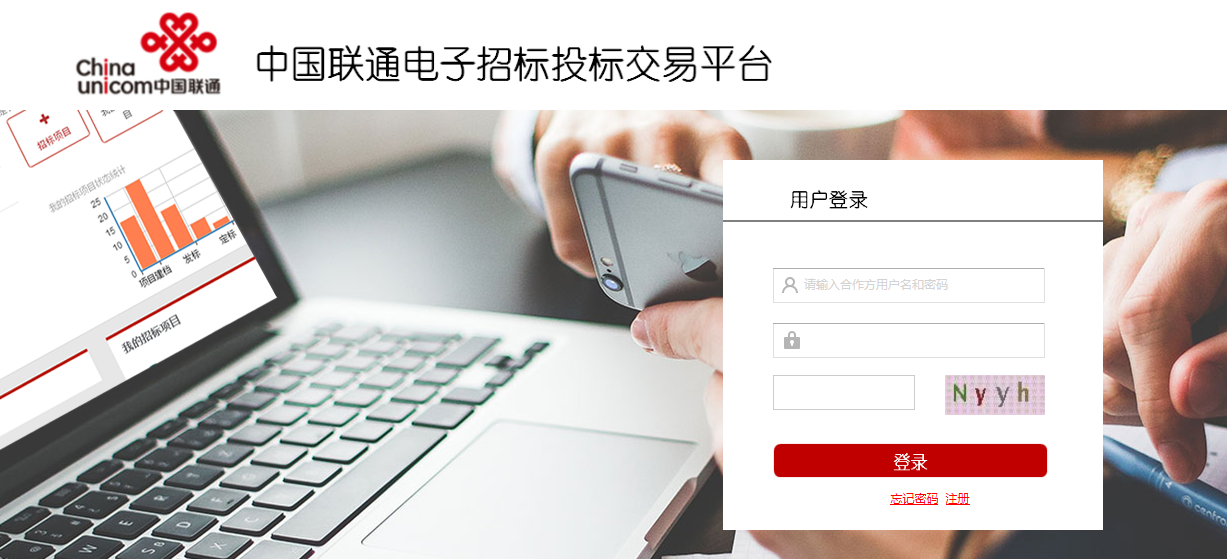 China
unicom中国联通
中国联通电子招标投标交易平台
招标项目
目
我的招标项目状态统计
25
20
15
10
5
0
项目建档
发标
定标
我的招标项目
用户登录
请输入合作方用户名和密码
Nyyh
登录
忘记密码 注册
centra